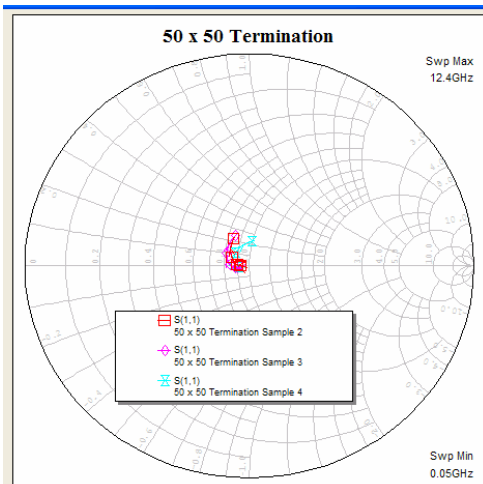 50 x 50 Termination
Swp Max
12.4GHz
S(1,1)
50 x 50 Termination Sample 2
S(1,1)
50 x 50 Termination Sample 3
S(1,1)
50 x 50 Termination Sample 4
Swp Min
0.05GHz